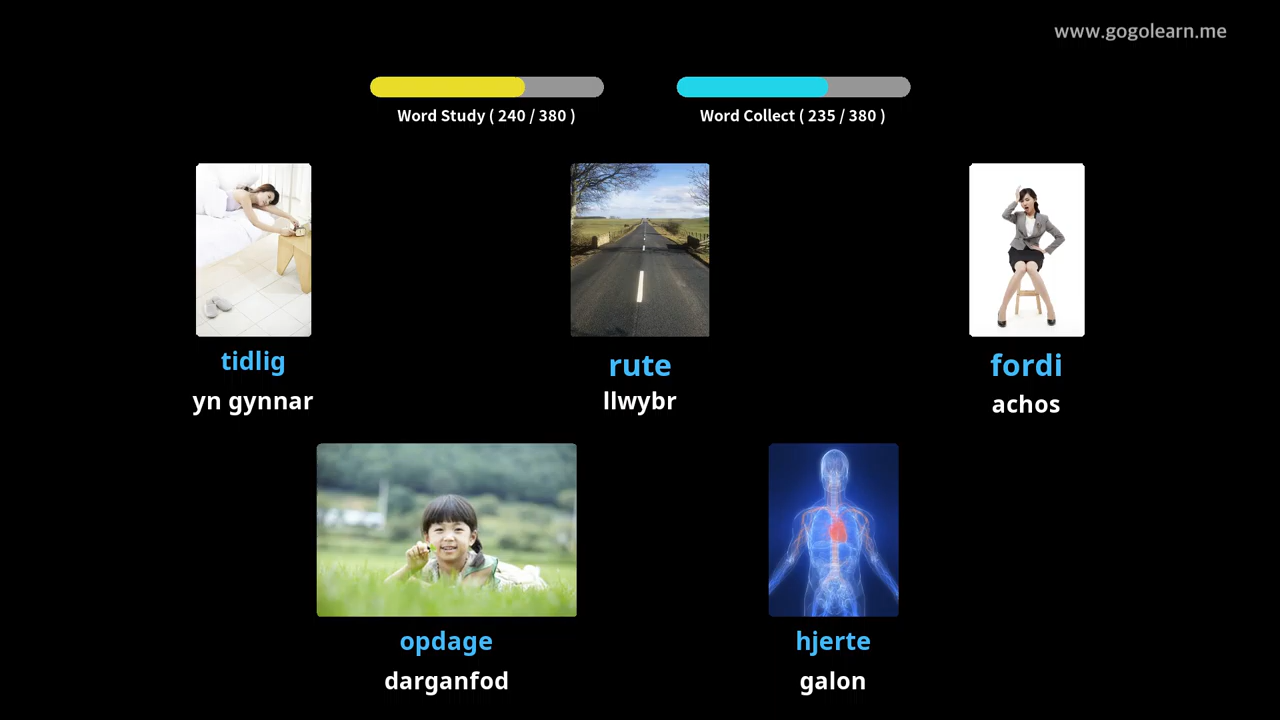 www.gogolearn.me
Word Study ( 240 / 380 )
Word Collect ( 235 / 380 )
tidlig
rute
fordi
yn gynnar
llwybr
achos
opdage
hjerte
darganfod
galon